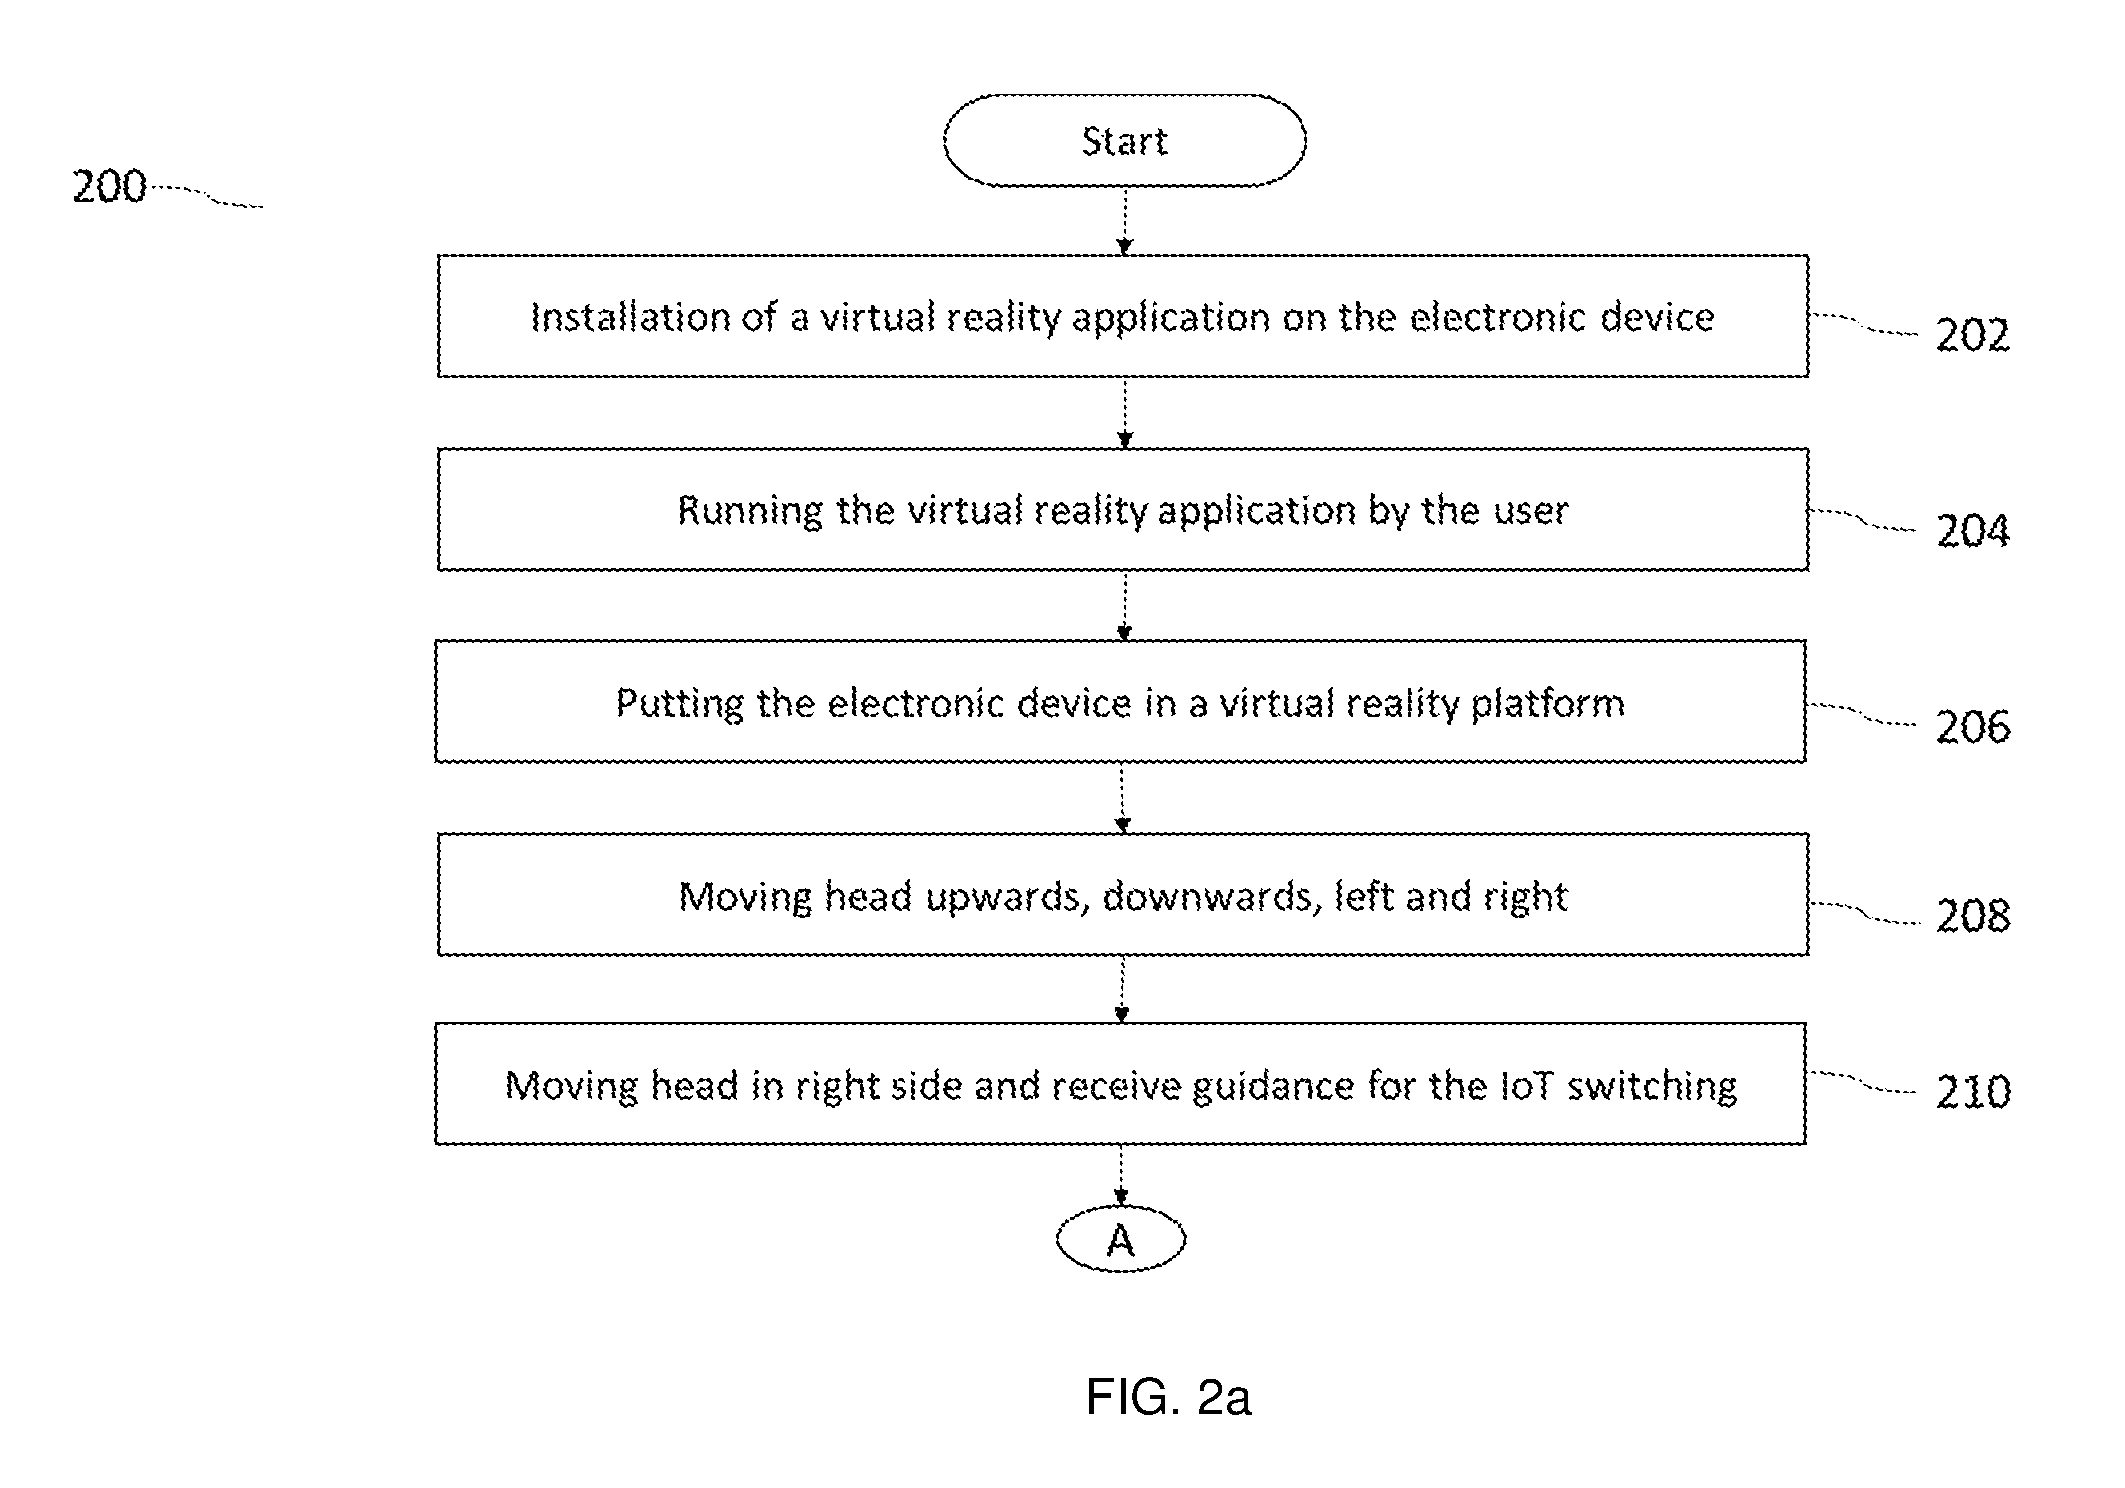 Start
200
Installation of a virtual reality application on the electronic device
202
Running the virtual reality application by the user
204
Putting the electronic device in a virtual reality platform
206
Moving head upwards, downwards, left and right
208
Moving head in right side and receive guidance for the IoT switching
210
A
FIG. 2a